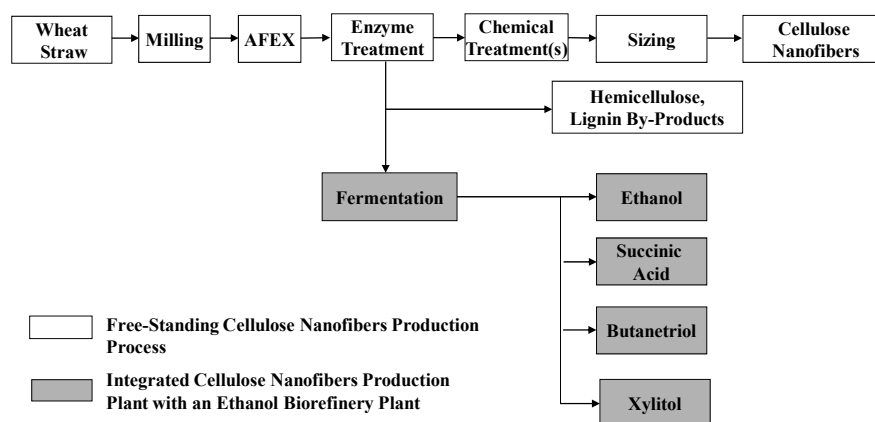 Wheat
Straw
Milling
AFEX
Enzyme
Treatment
Chemical
Treatment(s)
Sizing
Cellulose
Nanofibers
Hemicellulose,
Lignin By-Products
Fermentation
Ethanol
Succinic
Acid
Butanetriol
Xylitol
Free-Standing Cellulose Nanofibers Production
Process
Integrated Cellulose Nanofibers Production
Plant with an Ethanol Biorefinery Plant